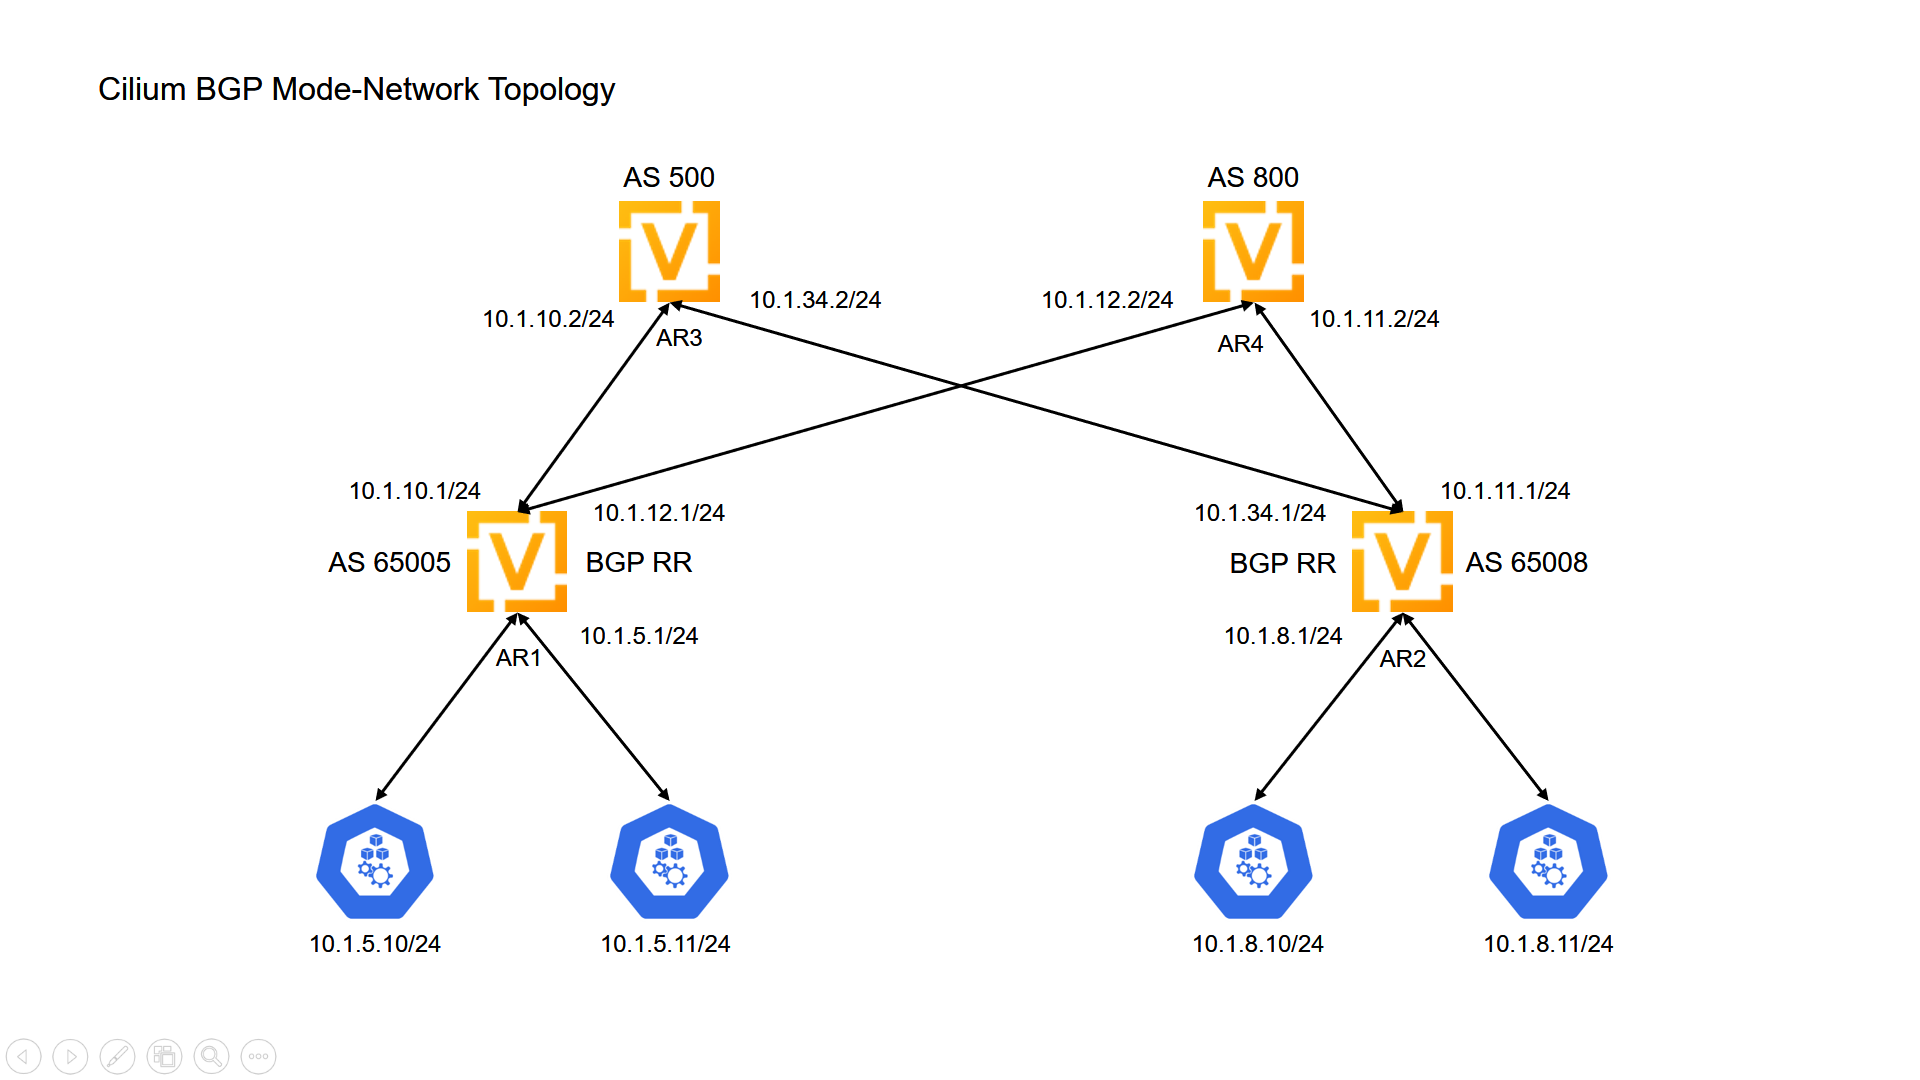 Cilium BGP Mode-Network Topology
AS 500
AS 800
10.1.10.2/24
10.1.34.2/24
10.1.12.2/24
10.1.11.2/24
AR3
AR4
10.1.10.1/24
10.1.12.1/24
10.1.34.1/24
10.1.11.1/24
AS 65005
BGP RR
BGP RR
AS 65008
10.1.5.1/24
10.1.8.1/24
AR1
AR2
10.1.5.10/24
10.1.5.11/24
10.1.8.10/24
10.1.8.11/24